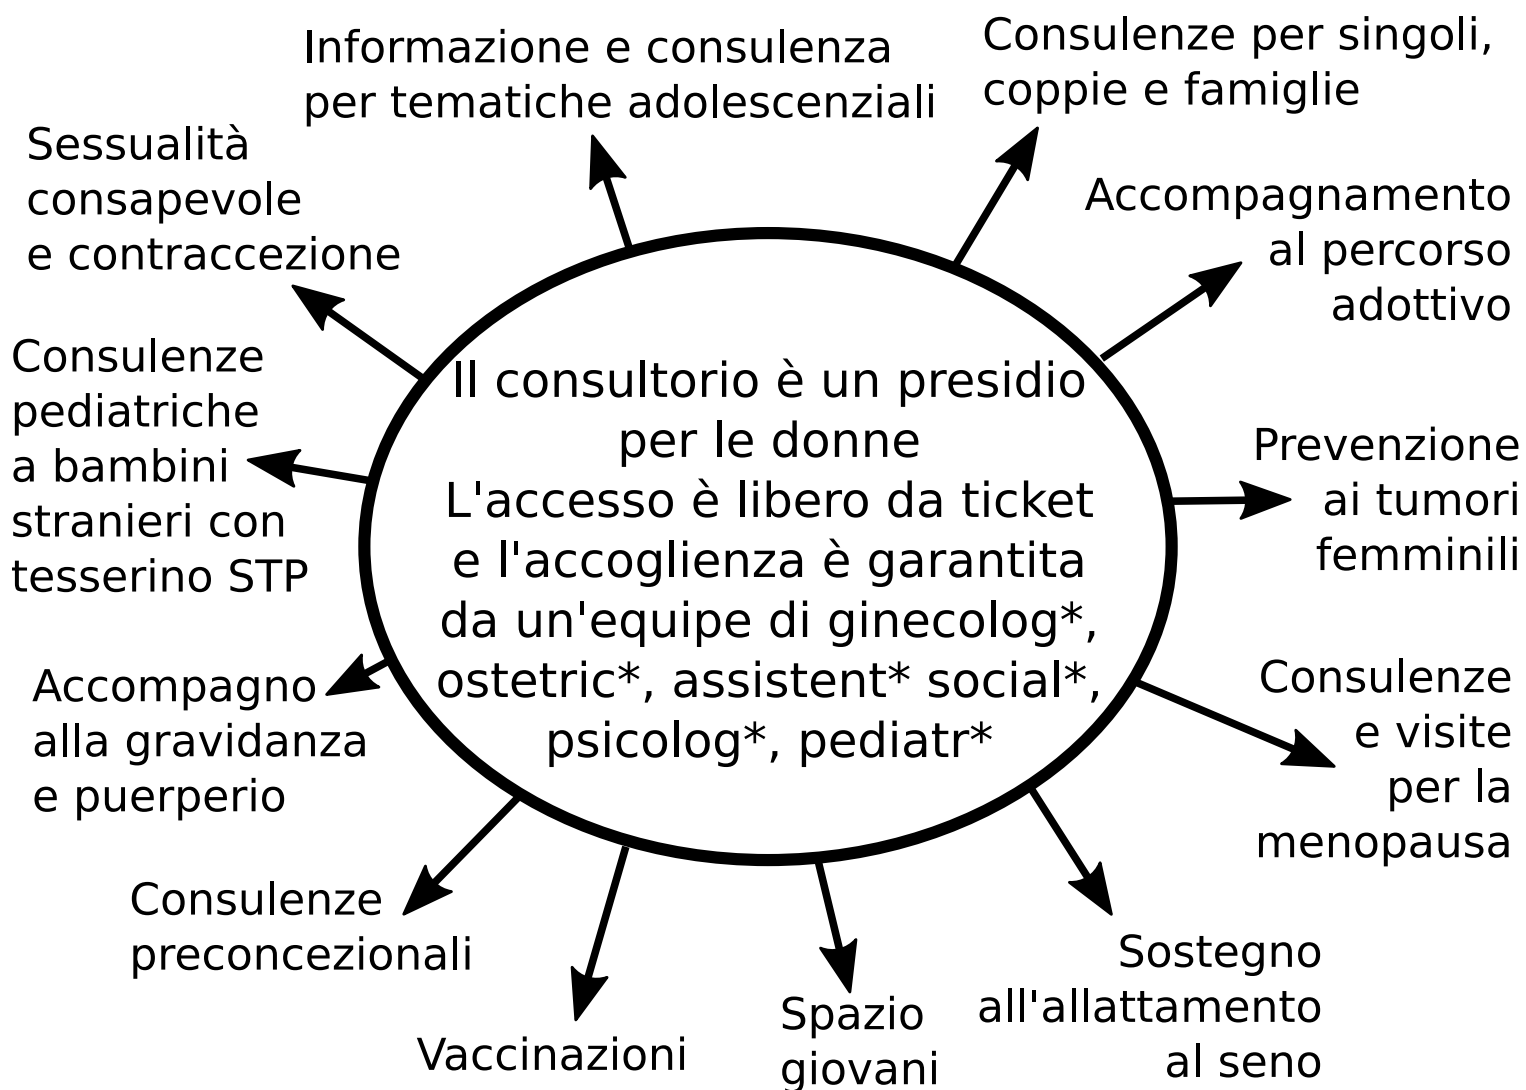 Informazione e consulenza
per tematiche adolescenziali
Consulenze per singoli,
coppie e famiglie
Sessualità
consapevole
e contraccezione
Accompagnamento
al percorso
adottivo
Consulenze
pediatriche
a bambini
stranieri con
tesserino STP
Il consultorio è un presidio
per le donne
L'accesso è libero da ticket
e l'accoglienza è garantita
da un'equipe di ginecolog*,
ostetric*, assistent* social*,
psicolog*, pediatr*
Prevenzione
ai tumori
femminili
Accompagno
alla gravidanza
e puerperio
Consulenze
e visite
per la
menopausa
Consulenze
preconcezionali
Vaccinazioni
Spazio
giovani
Sostegno
all'allattamento
al seno